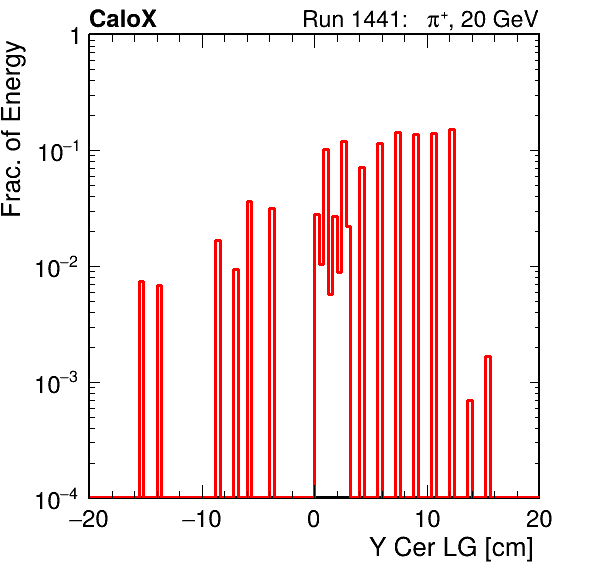 CaloX Run 1441: π⁺, 20 GeV
Frac. of Energy
1
10⁻¹
10⁻²
10⁻³
10⁻⁴
−20 −10 0 10 20
Y Cer LG [cm]